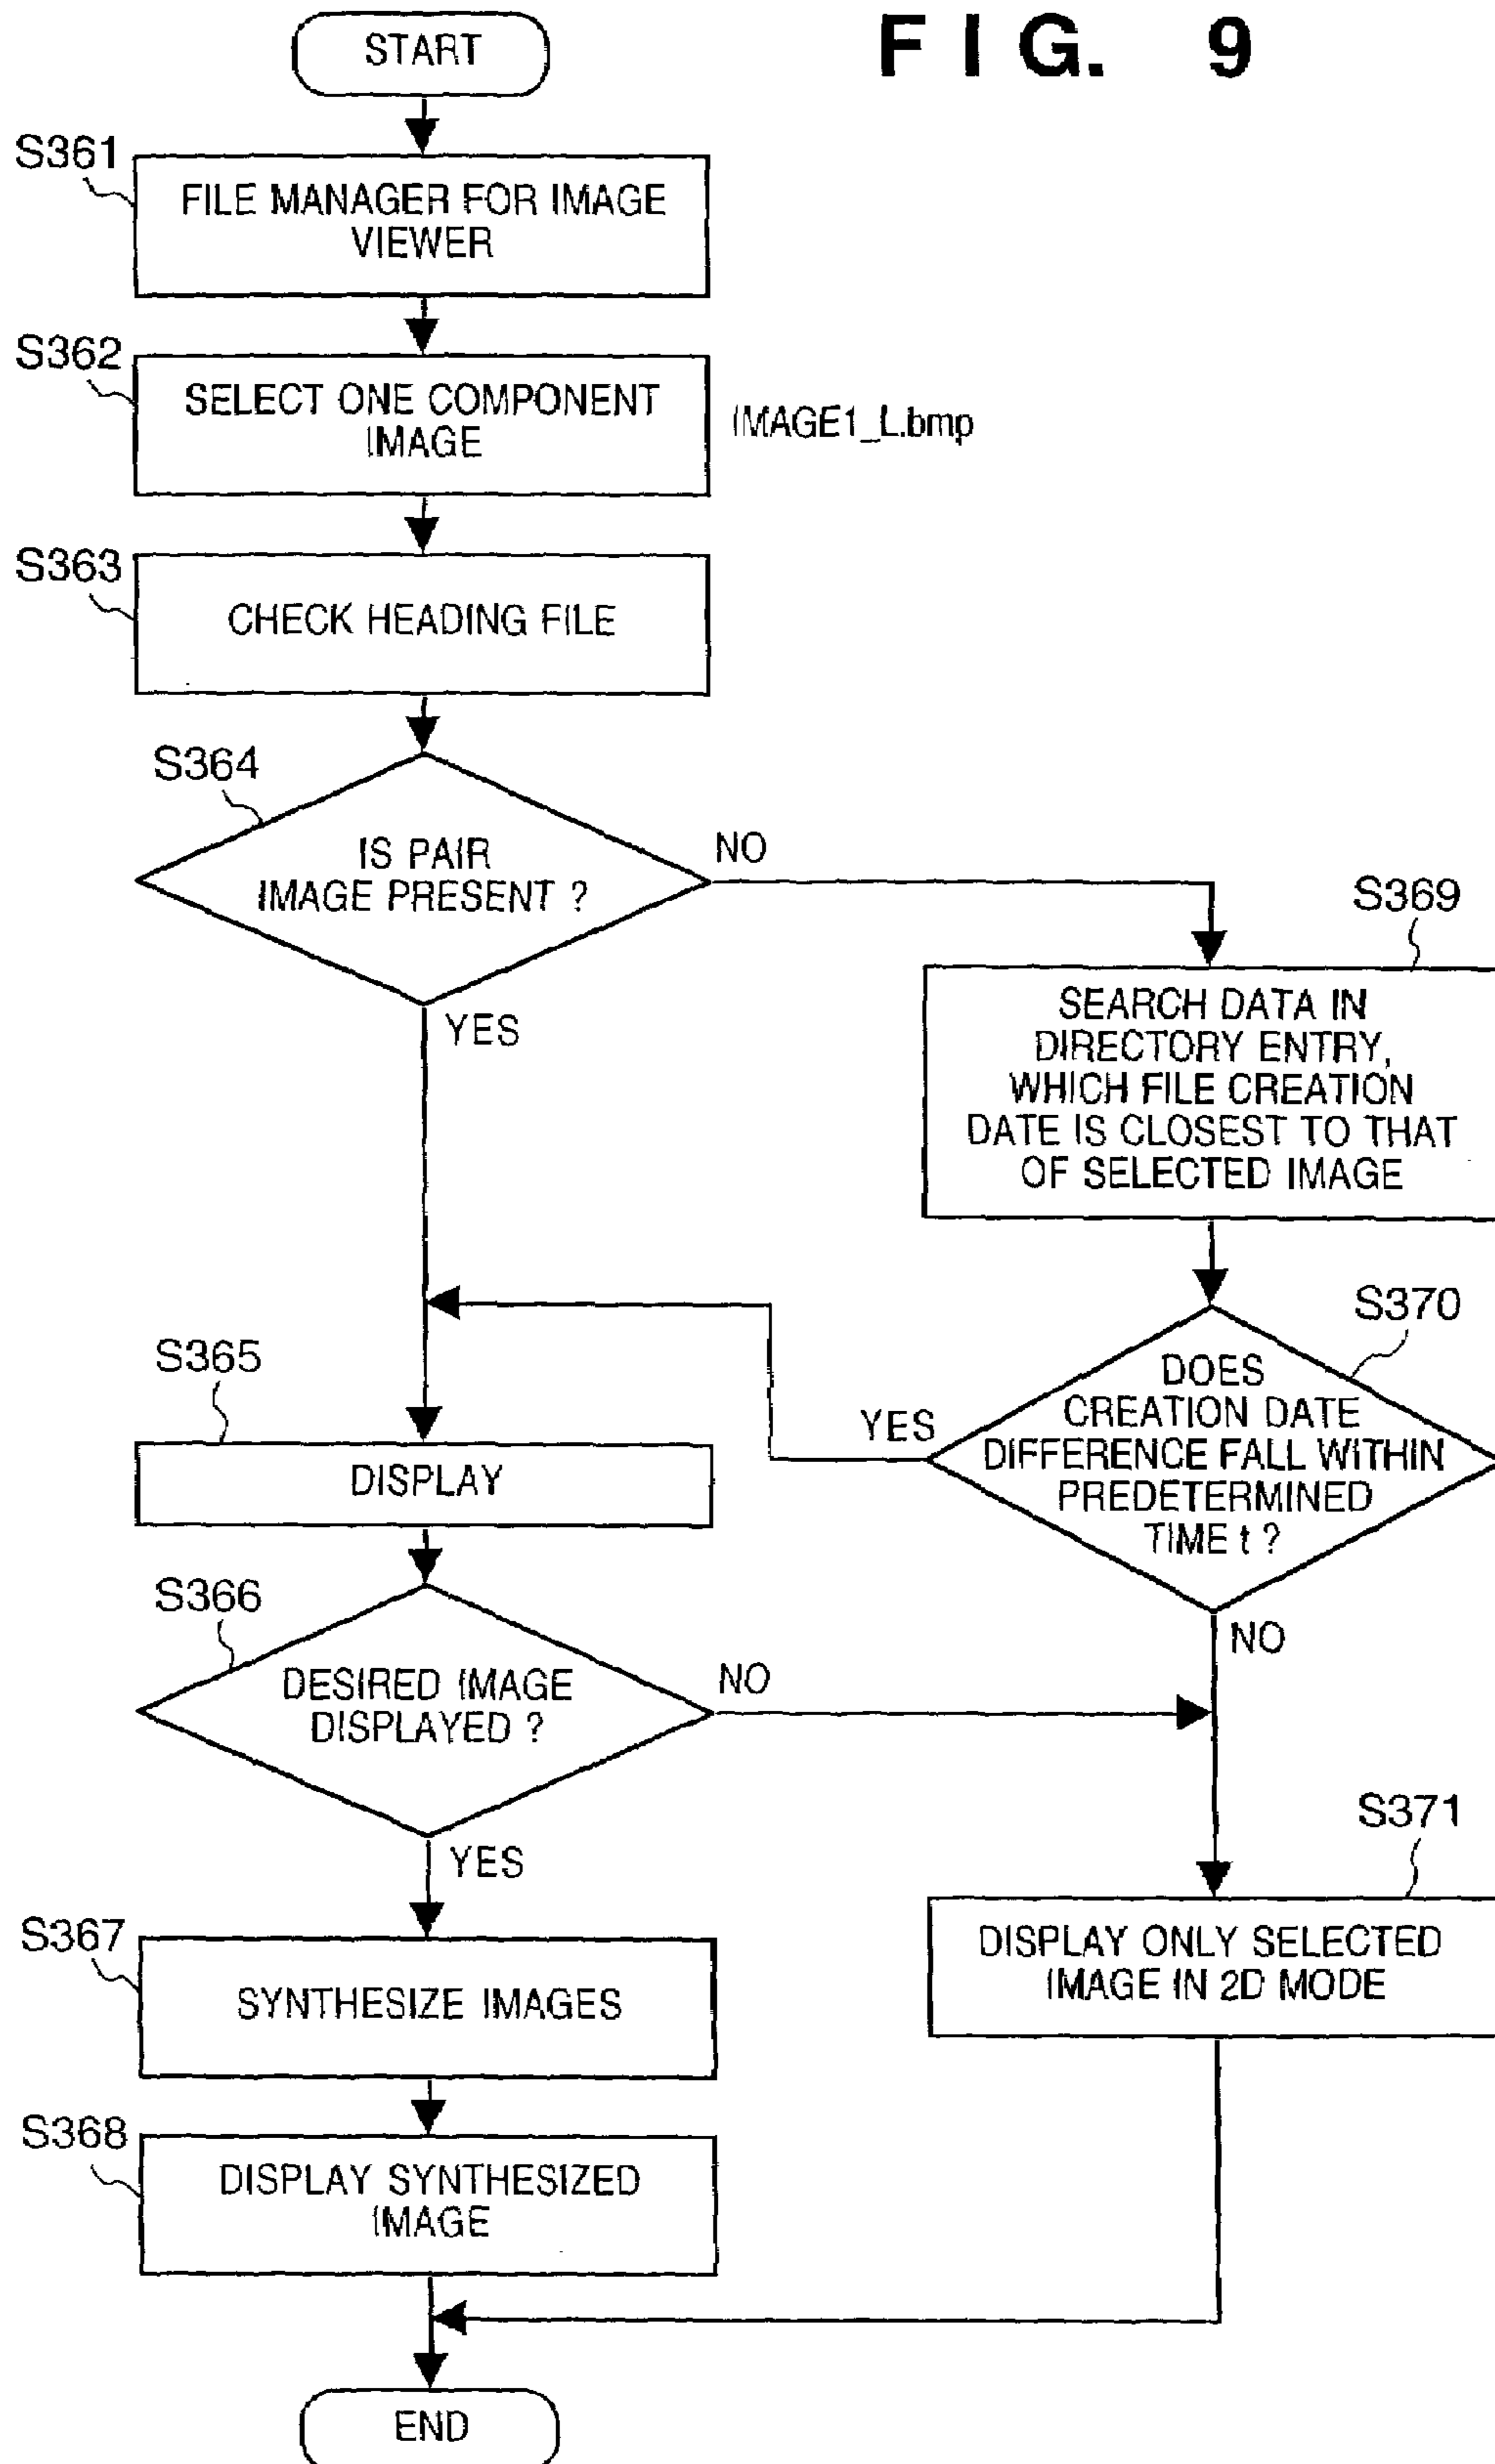 FIG. 9
START
S361
FILE MANAGER FOR IMAGE
VIEWER
S362
SELECT ONE COMPONENT
IMAGE
IMAGE1_L.bmp
S363
CHECK HEADING FILE
S364
IS PAIR
IMAGE PRESENT ?
NO
YES
S369
SEARCH DATA IN
DIRECTORY ENTRY,
WHICH FILE CREATION
DATE IS CLOSEST TO THAT
OF SELECTED IMAGE
S370
DOES
CREATION DATE
DIFFERENCE FALL WITHIN
PREDETERMINED
TIME t ?
YES
NO
S365
DISPLAY
S366
DESIRED IMAGE
DISPLAYED ?
NO
YES
S371
DISPLAY ONLY SELECTED
IMAGE IN 2D MODE
S367
SYNTHESIZE IMAGES
S368
DISPLAY SYNTHESIZED
IMAGE
END